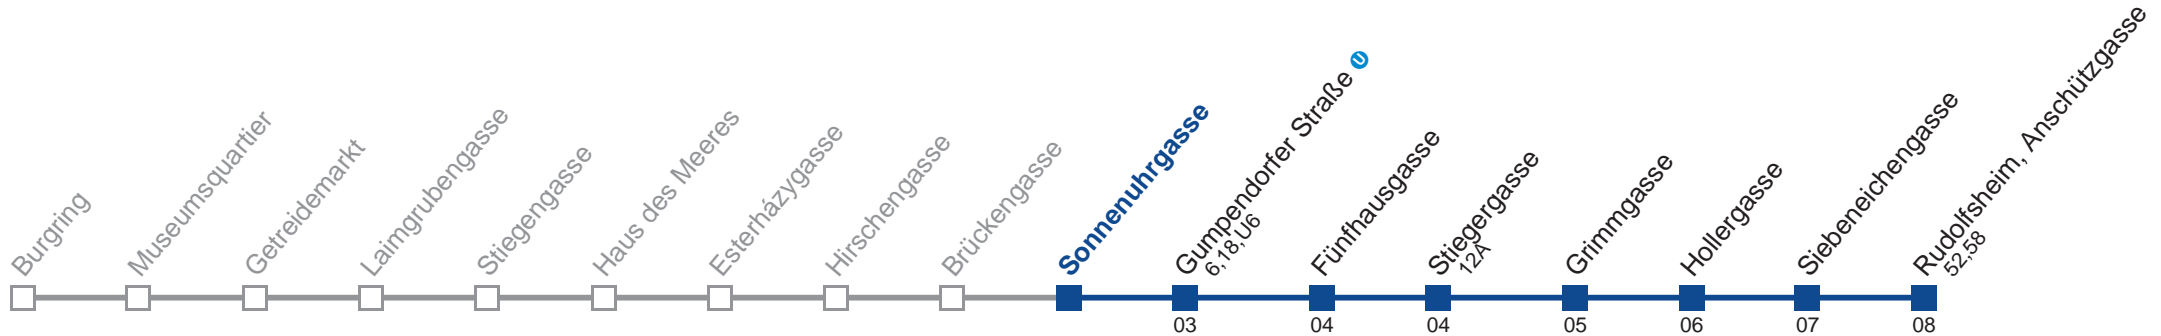 Burgring
Museumsquartier
Getreidemarkt
Laimgrubengasse
Stiegengasse
Haus des Meeres
Esterházygasse
Hirschengasse
Brückengasse
Sonnenuhrgasse
Gumpendorfer Straße U
6,18,U6
Fünfhausgasse
Stiegergasse
12A
Grimmgasse
Hollergasse
Siebeneichengasse
Rudolfsheim, Anschützgasse
52,58
03 04 04 05 06 07 08